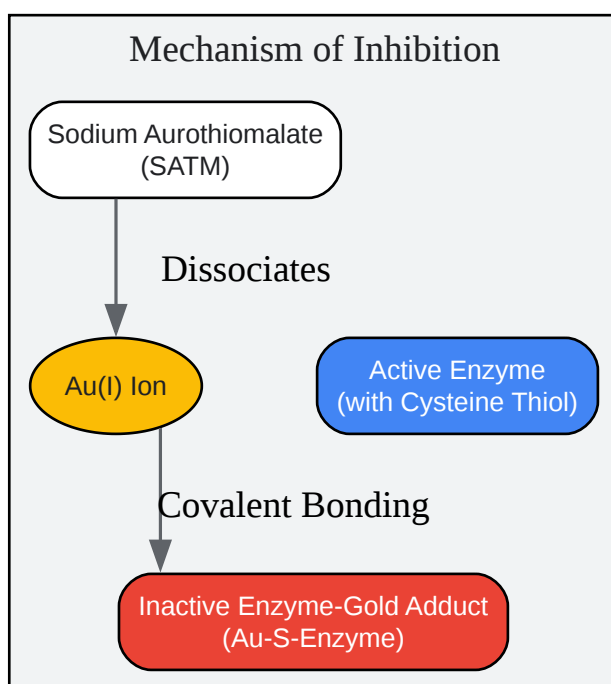 Mechanism of Inhibition
Sodium Aurothiomalate
(SATM)
Dissociates
Au(I) Ion
Active Enzyme
(with Cysteine Thiol)
Covalent Bonding
Inactive Enzyme-Gold Adduct
(Au-S-Enzyme)